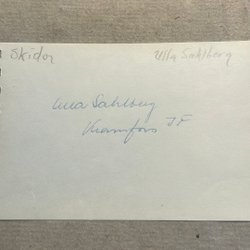 Skidor Ulla Sahlberg
Ulla Sahlberg
Kramfors IF